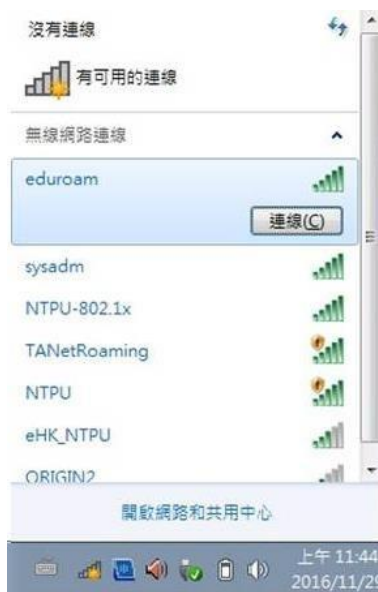 沒有連線
有可用的連線
無線網路連線
eduroam
連線(C)
sysadm
NTPU-802.1x
TANetRoaming
NTPU
eHK_NTPU
ORIGIN2
開啟網路和共用中心
上午 11:44
2016/11/29